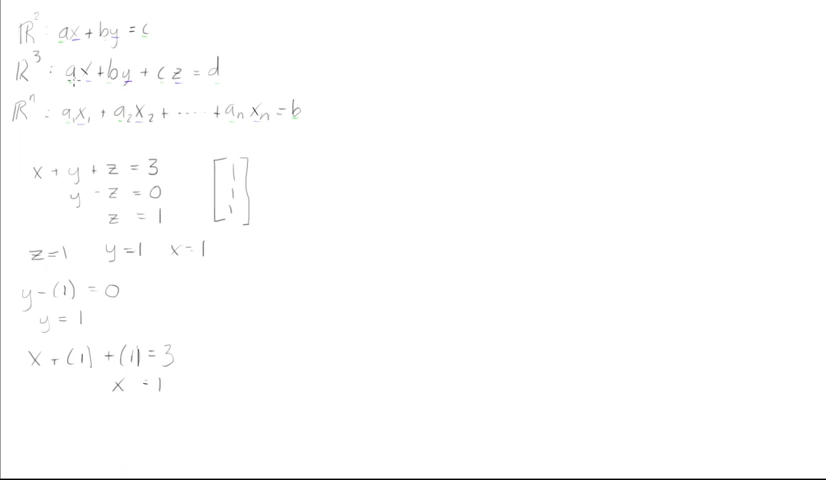 ℝ² : ax + by = c
ℝ³ : ax + by + cz = d
ℝⁿ : a₁x₁ + a₂x₂ + ····· + aₙxₙ = b
x + y + z = 3
y - z = 0
z = 1
[1
1
1]
z=1 y=1 x=1
y-(1) = 0
y = 1
x + (1) + (1) = 3
x = 1